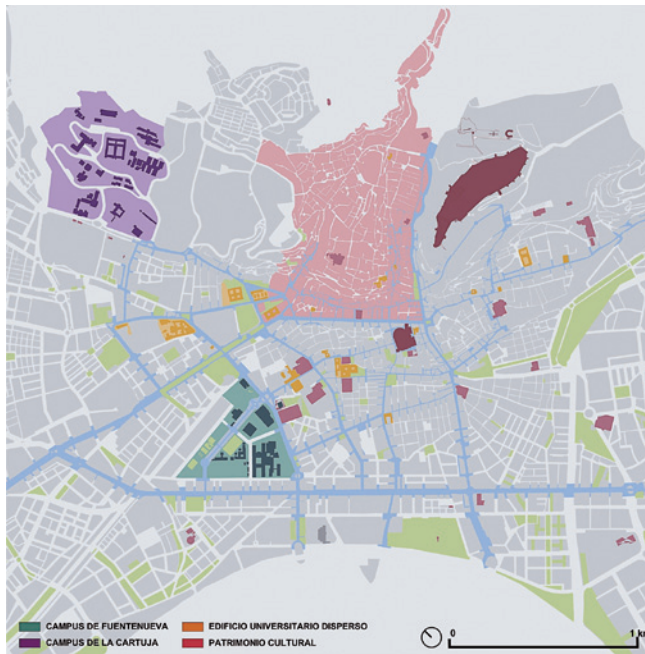 CAMPUS DE FUENTENUEVA
CAMPUS DE LA CARTUJA
EDIFICIO UNIVERSITARIO DISPERSO
PATRIMONIO CULTURAL
0 1 km